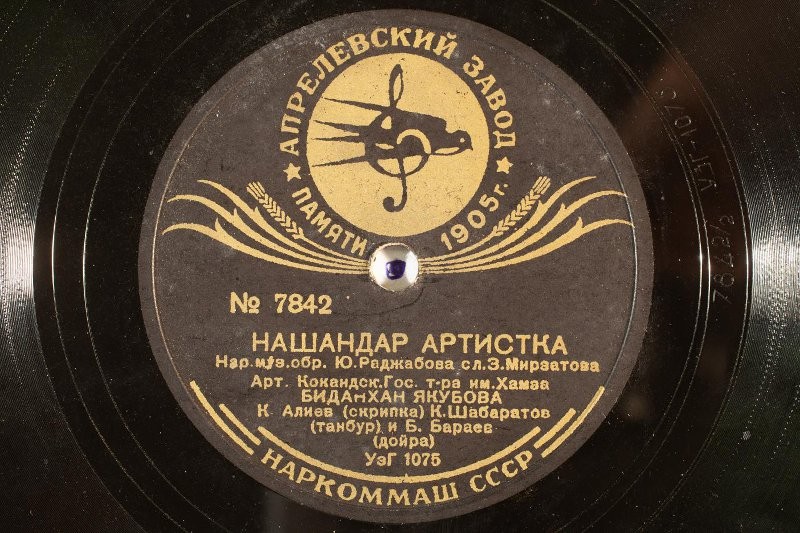 АПРЕЛЕВСКИЙ ЗАВОД
ПАМЯТИ 1905 г.
№ 7842
НАШАНДАР АРТИСТКА
Нар. муз. обр. Ю. Раджабова сл. З. Мирзатова
Арт. Кокандск. Гос. т-ра им. Хамза
БИДАНХАН ЯКУБОВА
К. Алиев (скрипка) К. Шабаратов
(танбур) и Б. Бараев
(дойра)
УзГ 1075
НАРКОММАШ СССР